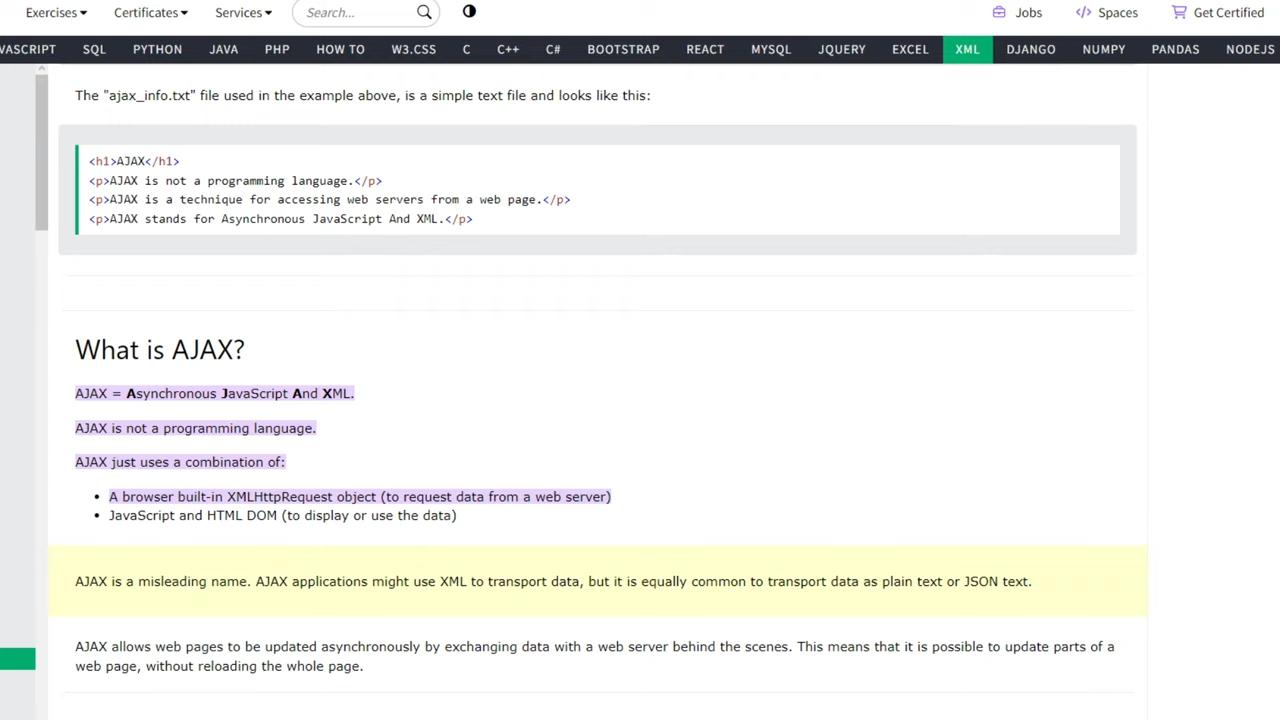 Exercises Certificates Services Search... Jobs Spaces Get Certified
VASCRIPT SQL PYTHON JAVA PHP HOW TO W3.CSS C C++ C# BOOTSTRAP REACT MYSQL JQUERY EXCEL XML DJANGO NUMPY PANDAS NODEJS
The "ajax_info.txt" file used in the example above, is a simple text file and looks like this:
<h1>AJAX</h1>
<p>AJAX is not a programming language.</p>
<p>AJAX is a technique for accessing web servers from a web page.</p>
<p>AJAX stands for Asynchronous JavaScript And XML.</p>
What is AJAX?
AJAX = Asynchronous JavaScript And XML.
AJAX is not a programming language.
AJAX just uses a combination of:
• A browser built-in XMLHttpRequest object (to request data from a web server)
• JavaScript and HTML DOM (to display or use the data)
AJAX is a misleading name. AJAX applications might use XML to transport data, but it is equally common to transport data as plain text or JSON text.
AJAX allows web pages to be updated asynchronously by exchanging data with a web server behind the scenes. This means that it is possible to update parts of a
web page, without reloading the whole page.